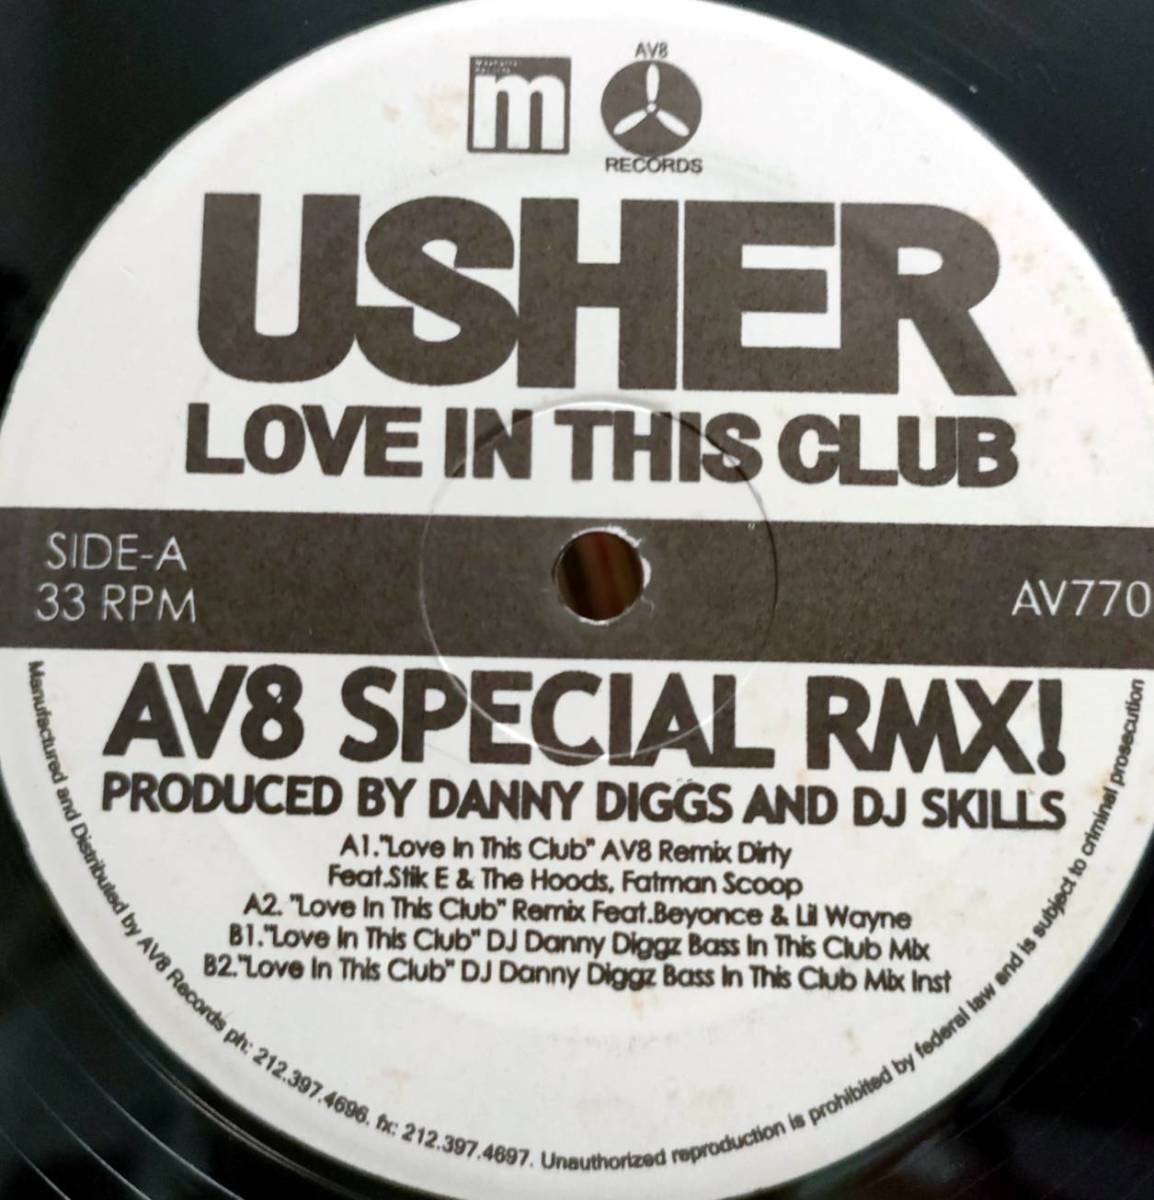 m
AV8
RECORDS
USHER
LOVE IN THIS CLUB
SIDE-A
33 RPM
AV770
AV8 SPECIAL RMX!
PRODUCED BY DANNY DIGGS AND DJ SKILLS
A1."Love In This Club" AV8 Remix Dirty
Feat.Stik E & The Hoods, Fatman Scoop
A2. "Love In This Club" Remix Feat.Beyonce & Lil Wayne
B1."Love In This Club" DJ Danny Diggz Bass In This Club Mix
B2."Love In This Club" DJ Danny Diggz Bass In This Club Mix Inst
Manufactured and Distributed by AV8 Records ph: 212.397.4696. fx: 212.397.4697. Unauthorized reproduction is prohibited by federal law and is subject to criminal prosecution